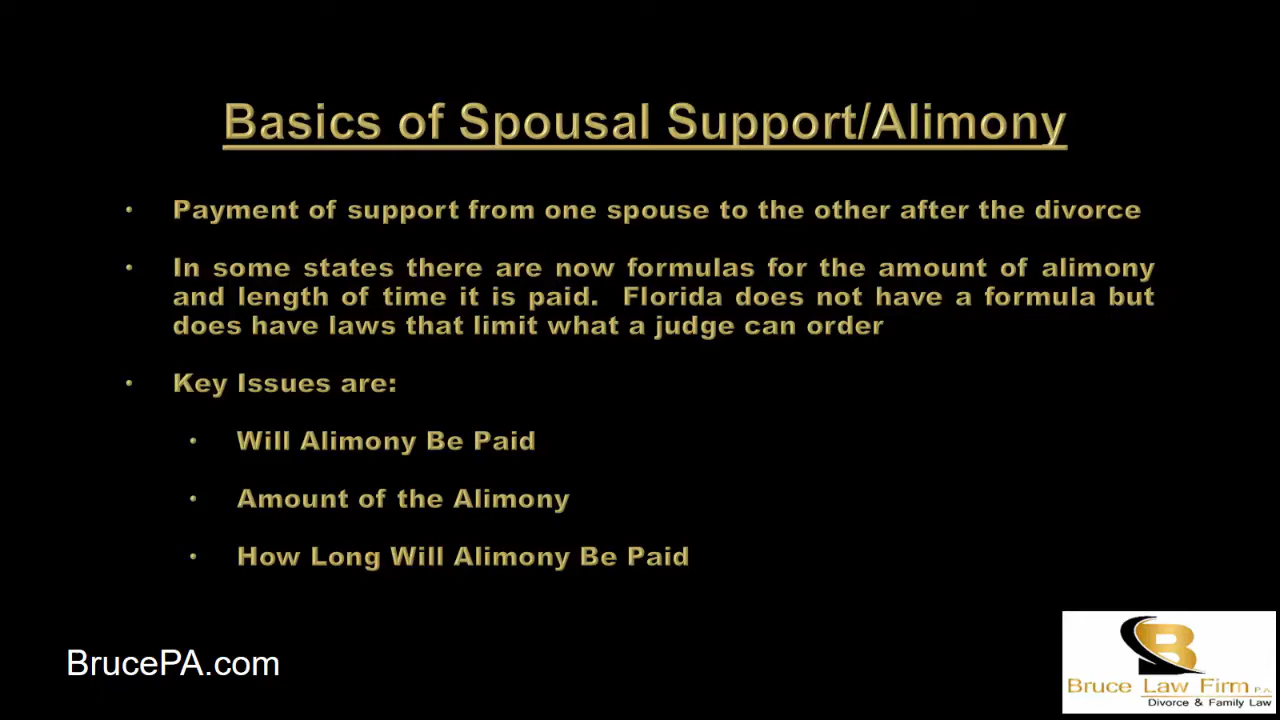 Basics of Spousal Support/Alimony
• Payment of support from one spouse to the other after the divorce
• In some states there are now formulas for the amount of alimony
and length of time it is paid.  Florida does not have a formula but
does have laws that limit what a judge can order
• Key Issues are:
• Will Alimony Be Paid
• Amount of the Alimony
• How Long Will Alimony Be Paid
BrucePA.com
B
Bruce Law Firm P.A.
Divorce & Family Law